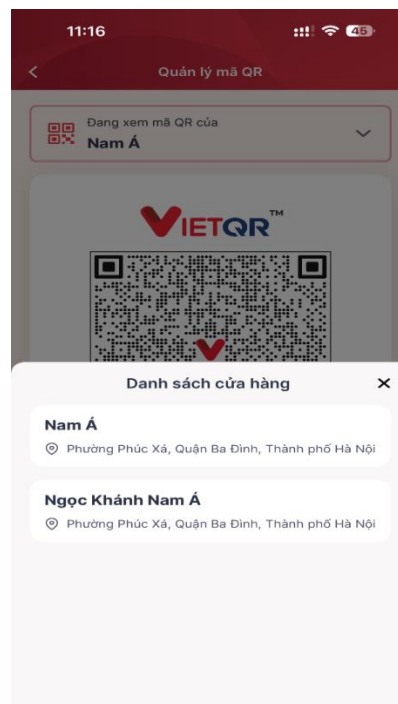 11:16
45
Quản lý mã QR
Đang xem mã QR của
Nam Á
VIETQR™
Danh sách cửa hàng
Nam Á
Phường Phúc Xá, Quận Ba Đình, Thành phố Hà Nội
Ngọc Khánh Nam Á
Phường Phúc Xá, Quận Ba Đình, Thành phố Hà Nội